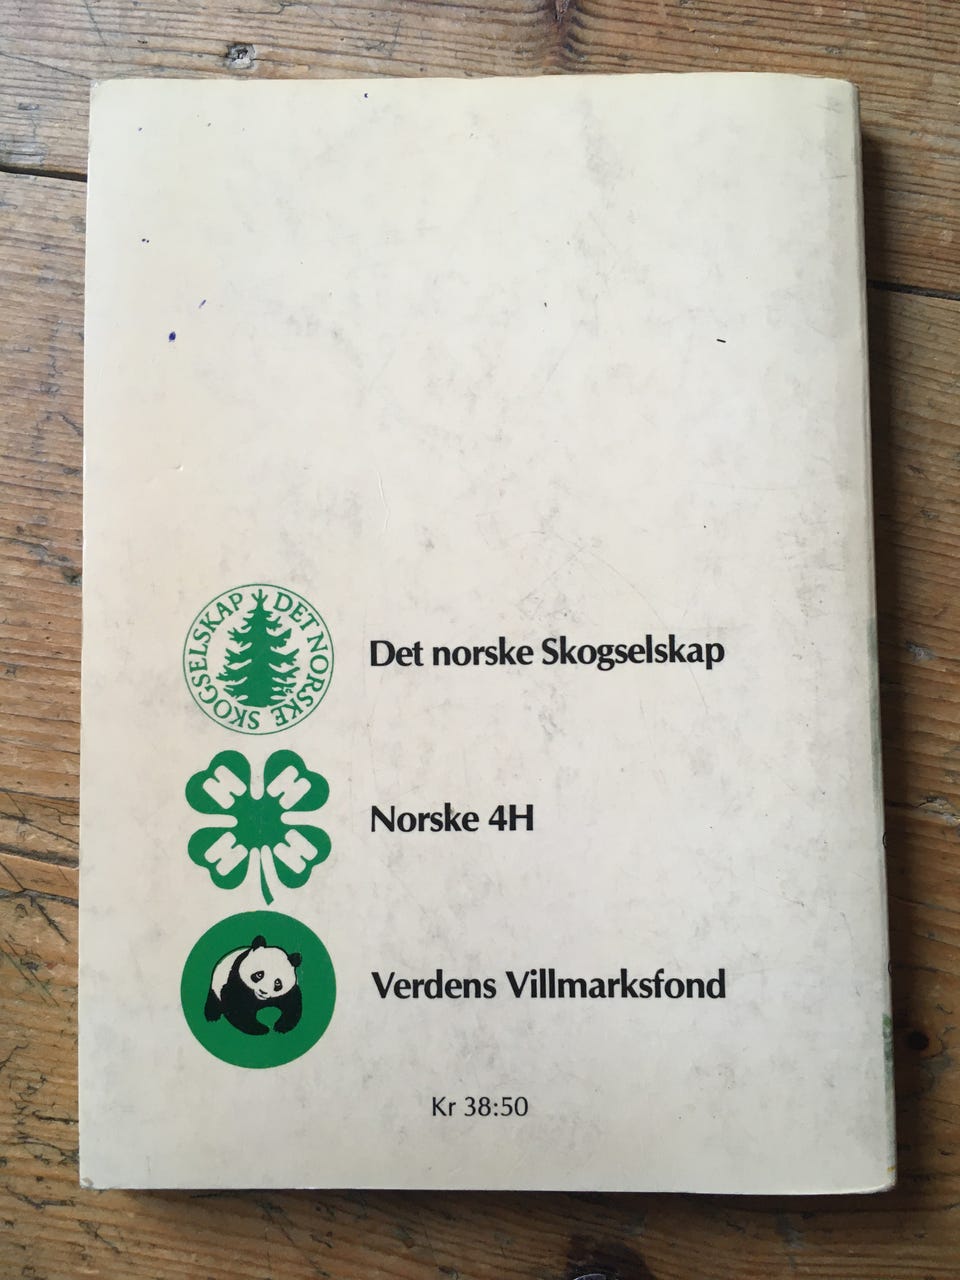 DET NORSKE SKOGSELSKAP
Det norske Skogselskap
H H H H
Norske 4H
Verdens Villmarksfond
Kr 38:50